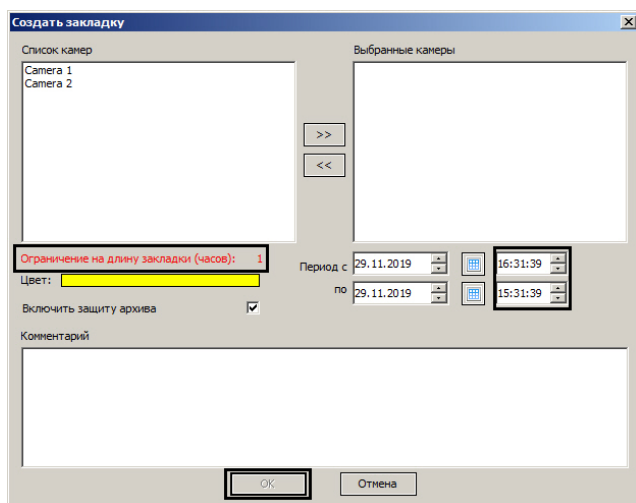 Создать закладку
Список камер
Выбранные камеры
Camera 1
Camera 2
>>
<<
Ограничение на длину закладки (часов): 1
Период с 29.11.2019 16:31:39
Цвет:
по 29.11.2019 15:31:39
Включить защиту архива
Комментарий
OK
Отмена